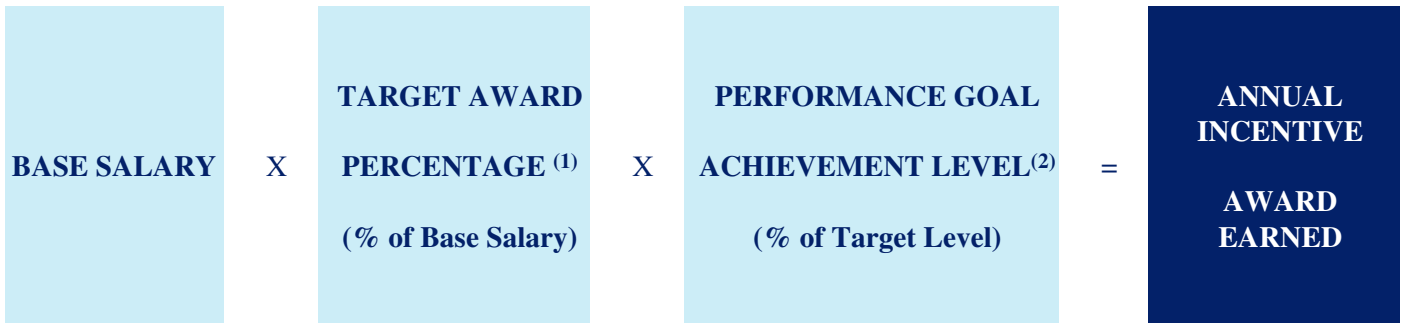 BASE SALARY
X
TARGET AWARD
PERCENTAGE (1)
(% of Base Salary)
X
PERFORMANCE GOAL
ACHIEVEMENT LEVEL(2)
(% of Target Level)
=
ANNUAL
INCENTIVE
AWARD
EARNED